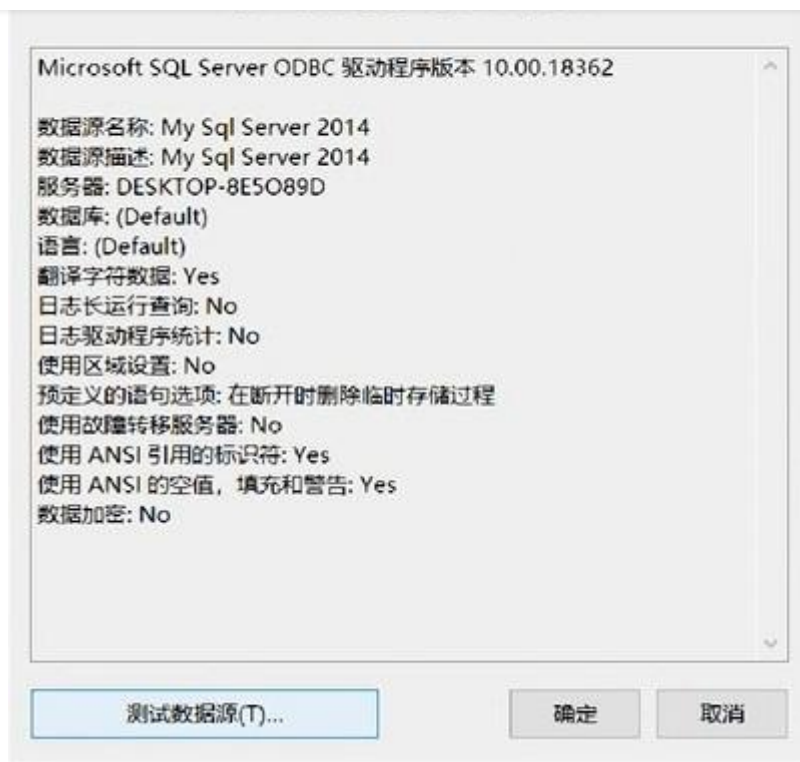 Microsoft SQL Server ODBC 驱动程序版本 10.00.18362
数据源名称: My Sql Server 2014
数据源描述: My Sql Server 2014
服务器: DESKTOP-8E5O89D
数据库: (Default)
语言: (Default)
翻译字符数据: Yes
日志长运行查询: No
日志驱动程序统计: No
使用区域设置: No
预定义的语句选项: 在断开时删除临时存储过程
使用故障转移服务器: No
使用 ANSI 引用的标识符: Yes
使用 ANSI 的空值，填充和警告: Yes
数据加密: No
测试数据源(T)... 确定 取消